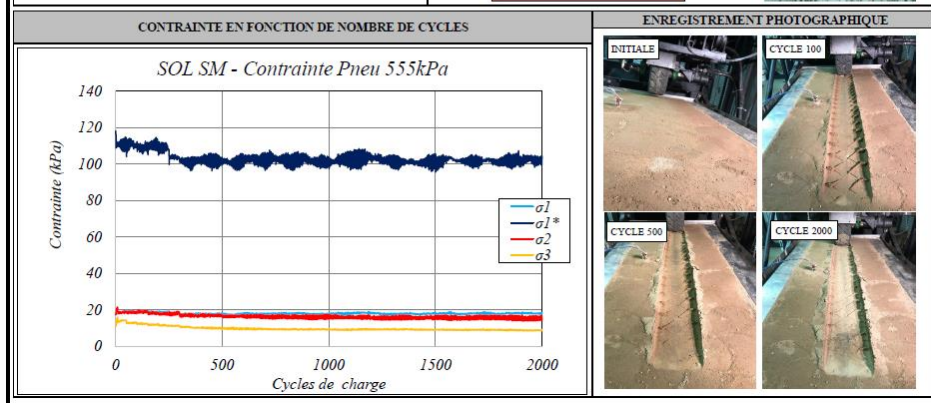 CONTRAINTE EN FONCTION DE NOMBRE DE CYCLES
SOL SM - Contrainte Pneu 555kPa
Contrainte (kPa)
140
120
100
80
60
40
20
0
0 500 1000 1500 2000
Cycles de charge
σ1
σ1*
σ2
σ3
ENREGISTREMENT PHOTOGRAPHIQUE
INITIALE
CYCLE 100
CYCLE 500
CYCLE 2000